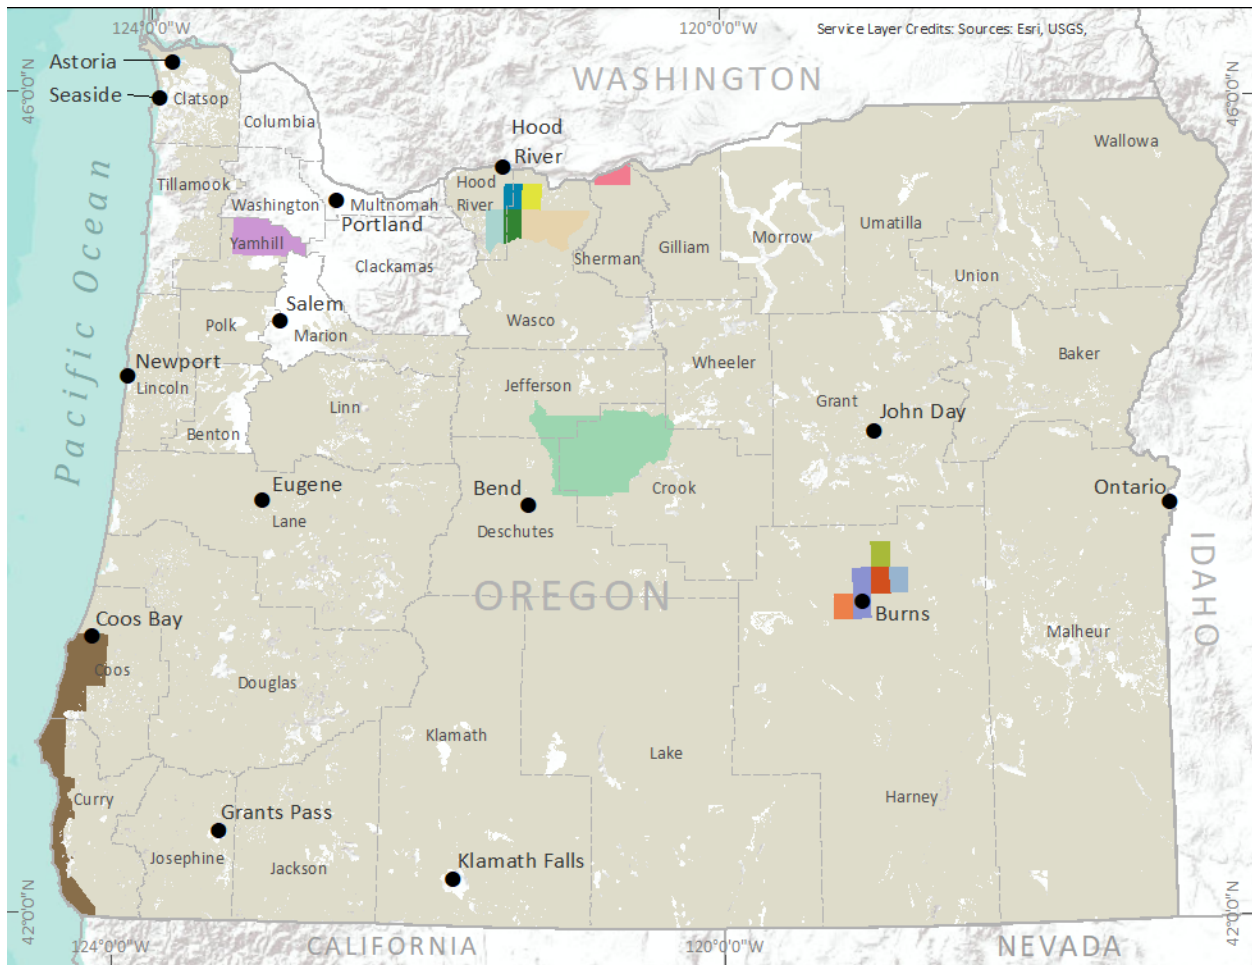 124°0'0"W
120°0'0"W
Service Layer Credits: Sources: Esri, USGS,
Astoria
WASHINGTON
46°0'0"N
46°0'0"N
Seaside
Clatsop
Columbia
Hood
River
Wallowa
Tillamook
Hood
River
Washington
Multnomah
Portland
Umatilla
Yamhill
Morrow
Gilliam
Sherman
Clackamas
Union
Pacific Ocean
Salem
Polk
Marion
Wasco
Newport
Lincoln
Wheeler
Baker
Jefferson
Linn
Grant
John Day
Benton
Eugene
Lane
Bend
Crook
Ontario
Deschutes
IDAHO
OREGON
Burns
Coos Bay
Coos
Malheur
Douglas
Klamath
Lake
Curry
Harney
Grants Pass
Josephine
Jackson
Klamath Falls
42°0'0"N
42°0'0"N
124°0'0"W
CALIFORNIA
120°0'0"W
NEVADA